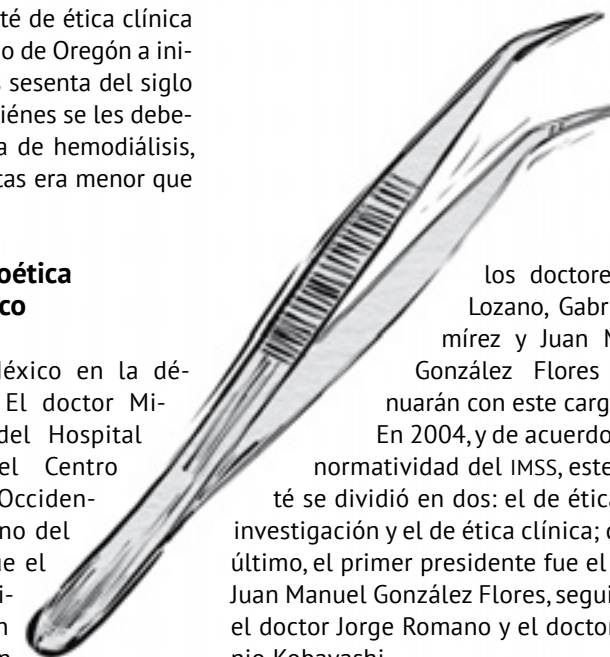 té de ética clínica
o de Oregón a ini-
sesenta del siglo
iénes se les debe-
a de hemodiálisis,
tas era menor que
oética
co
éxico en la dé-
El doctor Mi-
del Hospital
el Centro
Occiden-
no del
ue el
i-
n
los doctore
Lozano, Gabr
mírez y Juan M
González Flores
nuarán con este carg
En 2004, y de acuerdo
normatividad del IMSS, este
té se dividió en dos: el de ética
investigación y el de ética clínica; d
último, el primer presidente fue el
Juan Manuel González Flores, segui
el doctor Jorge Romano y el doctor
nio Kobayashi